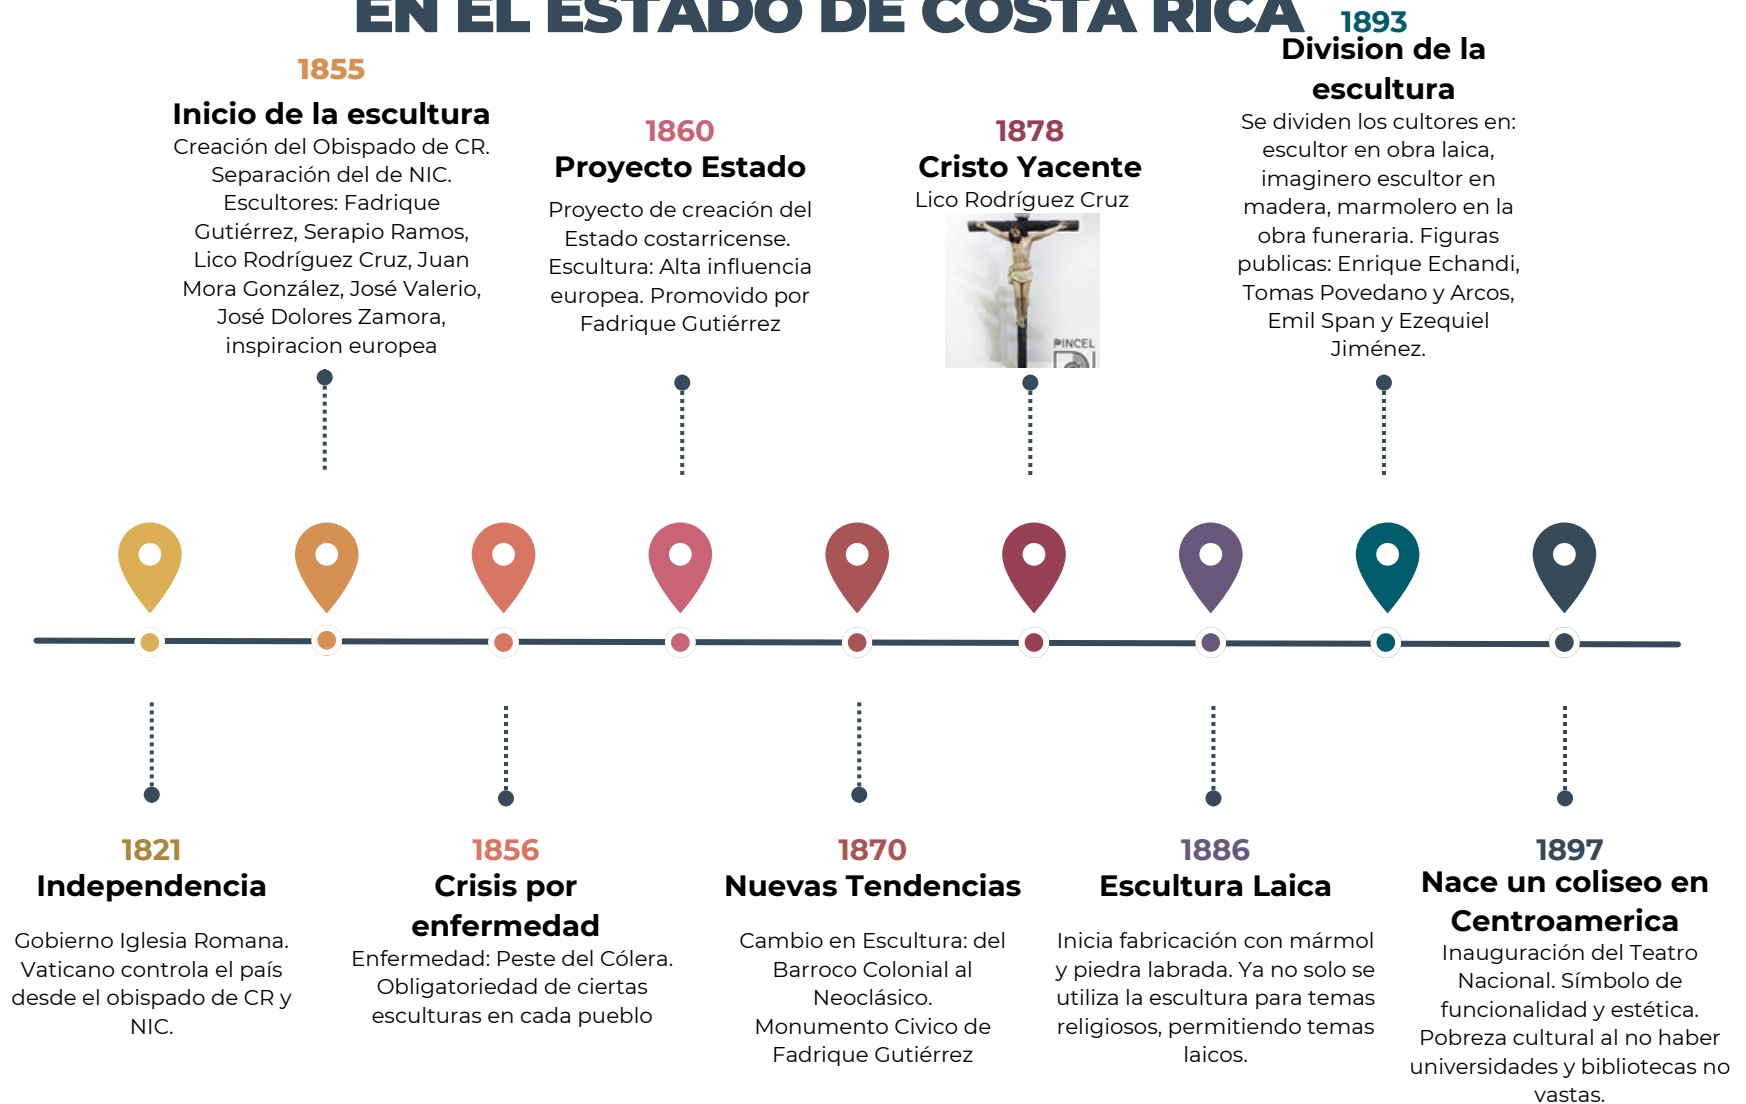 EN EL ESTADO DE COSTA RICA
1855
Inicio de la escultura
Creación del Obispado de CR.
Separación del de NIC.
Escultores: Fadrique
Gutiérrez, Serapio Ramos,
Lico Rodríguez Cruz, Juan
Mora González, José Valerio,
José Dolores Zamora,
inspiracion europea
1860
Proyecto Estado
Proyecto de creación del
Estado costarricense.
Escultura: Alta influencia
europea. Promovido por
Fadrique Gutiérrez
1878
Cristo Yacente
Lico Rodríguez Cruz
PINCEL
1893
Division de la
escultura
Se dividen los cultores en:
escultor en obra laica,
imaginero escultor en
madera, marmolero en la
obra funeraria. Figuras
publicas: Enrique Echandi,
Tomas Povedano y Arcos,
Emil Span y Ezequiel
Jiménez.
1821
Independencia
Gobierno Iglesia Romana.
Vaticano controla el país
desde el obispado de CR y
NIC.
1856
Crisis por
enfermedad
Enfermedad: Peste del Cólera.
Obligatoriedad de ciertas
esculturas en cada pueblo
1870
Nuevas Tendencias
Cambio en Escultura: del
Barroco Colonial al
Neoclásico.
Monumento Civico de
Fadrique Gutiérrez
1886
Escultura Laica
Inicia fabricación con mármol
y piedra labrada. Ya no solo se
utiliza la escultura para temas
religiosos, permitiendo temas
laicos.
1897
Nace un coliseo en
Centroamerica
Inauguración del Teatro
Nacional. Símbolo de
funcionalidad y estética.
Pobreza cultural al no haber
universidades y bibliotecas no
vastas.